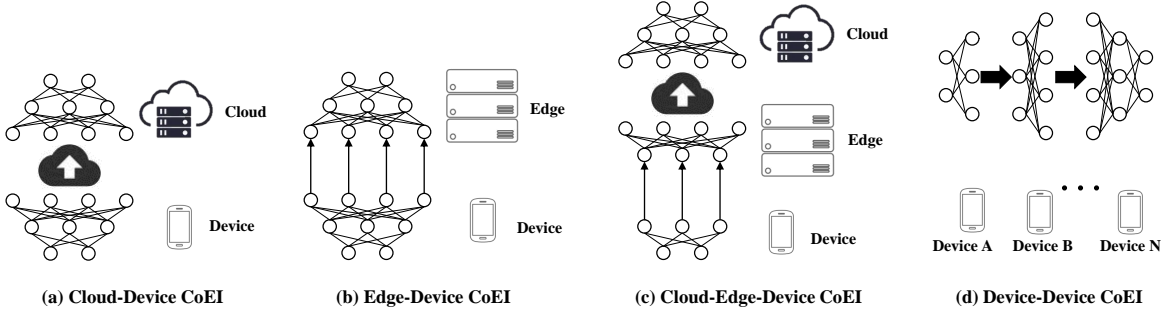 Cloud
Device
(a) Cloud-Device CoEI
Edge
Device
(b) Edge-Device CoEI
Cloud
Edge
Device
(c) Cloud-Edge-Device CoEI
Device A
Device B
Device N
(d) Device-Device CoEI